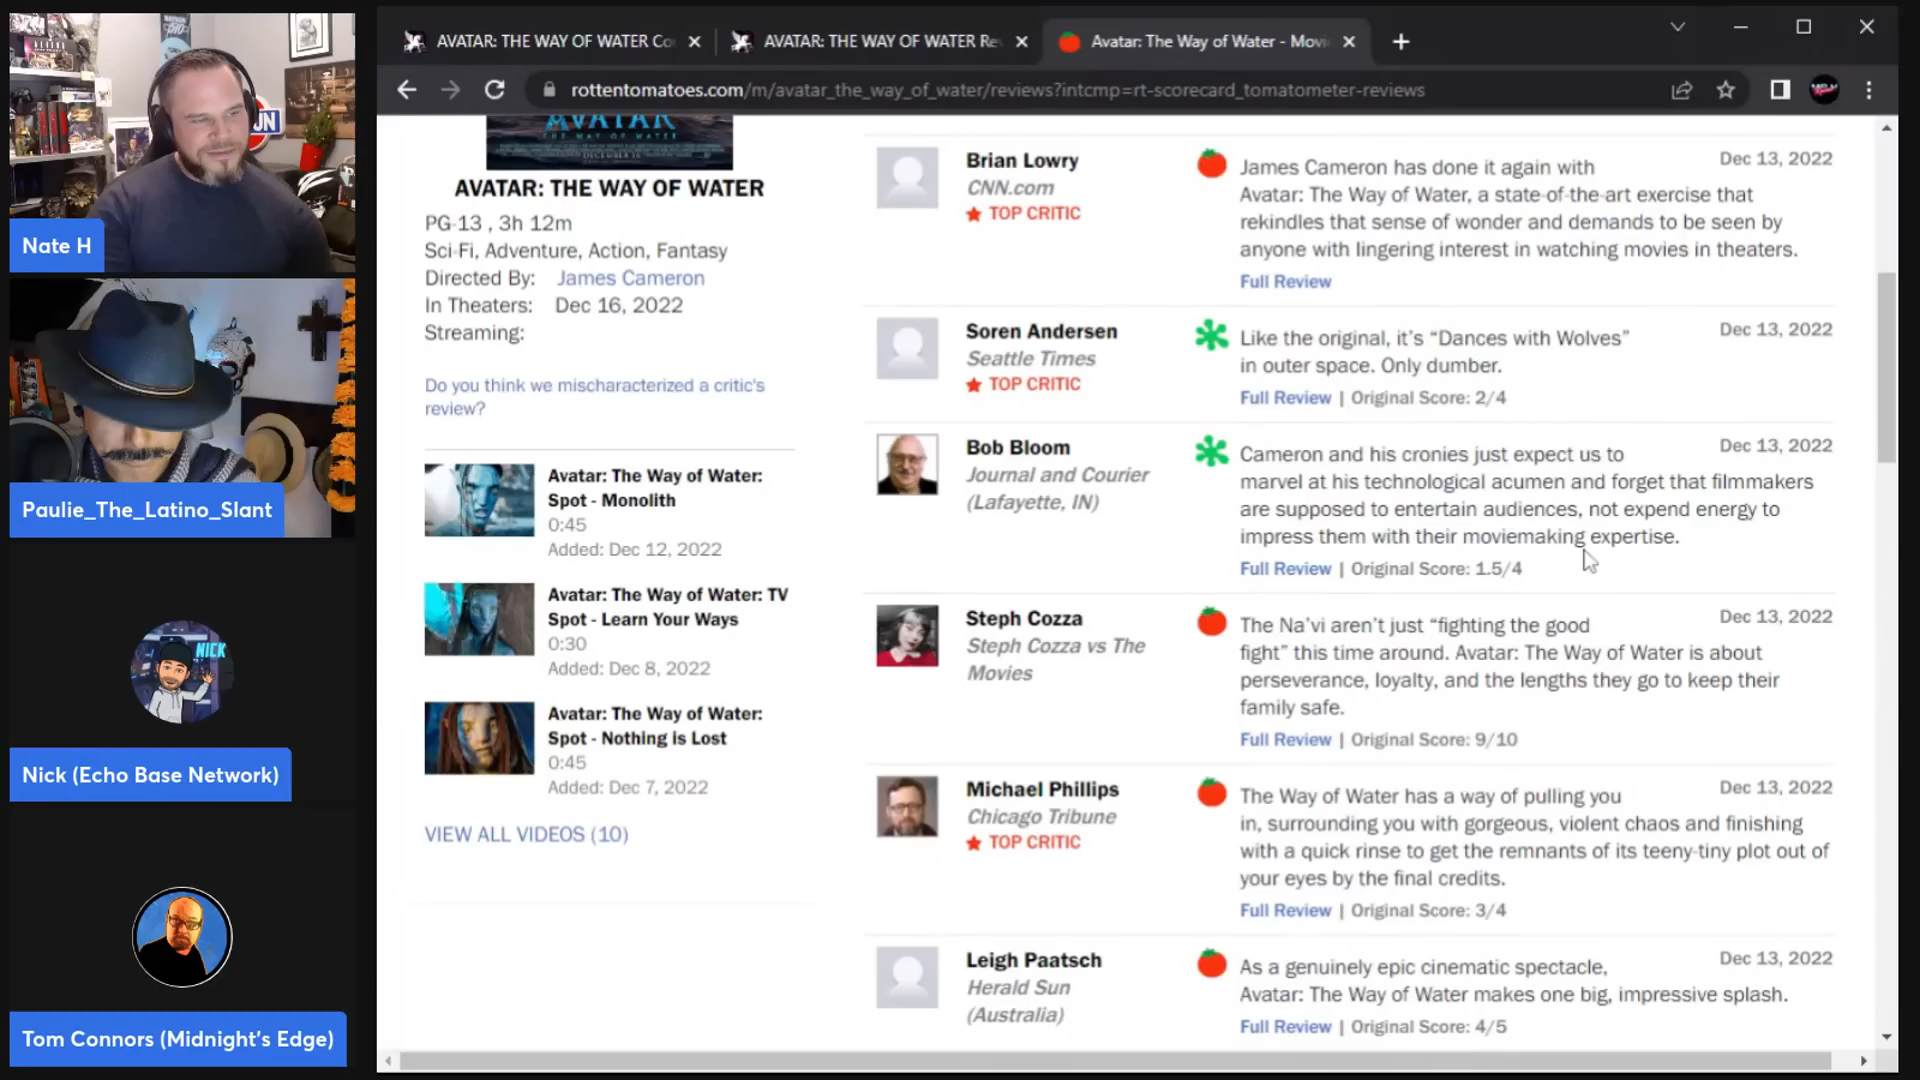 Nate H
Paulie_The_Latino_Slant
NICK
Nick (Echo Base Network)
Tom Connors (Midnight's Edge)
AVATAR: THE WAY OF WATER Co
AVATAR: THE WAY OF WATER Re
Avatar: The Way of Water - Movi
rottentomatoes.com/m/avatar_the_way_of_water/reviews?intcmp=rt-scorecard_tomatometer-reviews
AVATAR
THE WAY OF WATER
DECEMBER 16
AVATAR: THE WAY OF WATER
PG-13 , 3h 12m
Sci-Fi, Adventure, Action, Fantasy
Directed By: James Cameron
In Theaters: Dec 16, 2022
Streaming:
Do you think we mischaracterized a critic's
review?
Avatar: The Way of Water:
Spot - Monolith
0:45
Added: Dec 12, 2022
Avatar: The Way of Water: TV
Spot - Learn Your Ways
0:30
Added: Dec 8, 2022
Avatar: The Way of Water:
Spot - Nothing is Lost
0:45
Added: Dec 7, 2022
VIEW ALL VIDEOS (10)
Brian Lowry
CNN.com
TOP CRITIC
Dec 13, 2022
James Cameron has done it again with
Avatar: The Way of Water, a state-of-the-art exercise that
rekindles that sense of wonder and demands to be seen by
anyone with lingering interest in watching movies in theaters.
Full Review
Soren Andersen
Seattle Times
TOP CRITIC
Dec 13, 2022
Like the original, it's “Dances with Wolves”
in outer space. Only dumber.
Full Review | Original Score: 2/4
Bob Bloom
Journal and Courier
(Lafayette, IN)
Dec 13, 2022
Cameron and his cronies just expect us to
marvel at his technological acumen and forget that filmmakers
are supposed to entertain audiences, not expend energy to
impress them with their moviemaking expertise.
Full Review | Original Score: 1.5/4
Steph Cozza
Steph Cozza vs The
Movies
Dec 13, 2022
The Na'vi aren't just “fighting the good
fight” this time around. Avatar: The Way of Water is about
perseverance, loyalty, and the lengths they go to keep their
family safe.
Full Review | Original Score: 9/10
Michael Phillips
Chicago Tribune
TOP CRITIC
Dec 13, 2022
The Way of Water has a way of pulling you
in, surrounding you with gorgeous, violent chaos and finishing
with a quick rinse to get the remnants of its teeny-tiny plot out of
your eyes by the final credits.
Full Review | Original Score: 3/4
Leigh Paatsch
Herald Sun
(Australia)
Dec 13, 2022
As a genuinely epic cinematic spectacle,
Avatar: The Way of Water makes one big, impressive splash.
Full Review | Original Score: 4/5